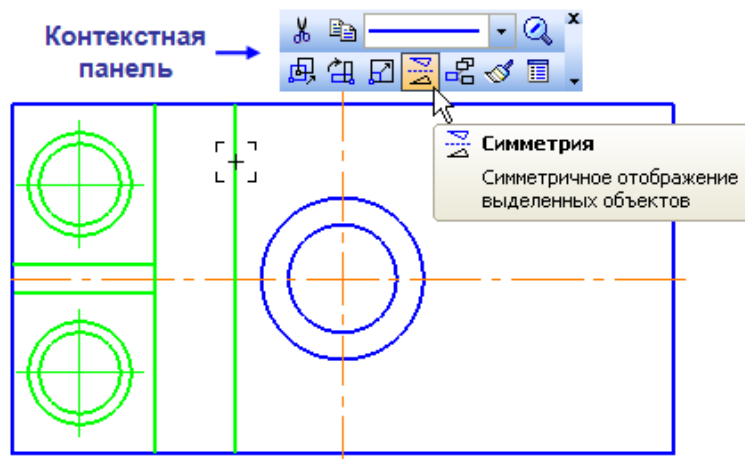 Контекстная
панель
Симметрия
Симметричное отображение
выделенных объектов